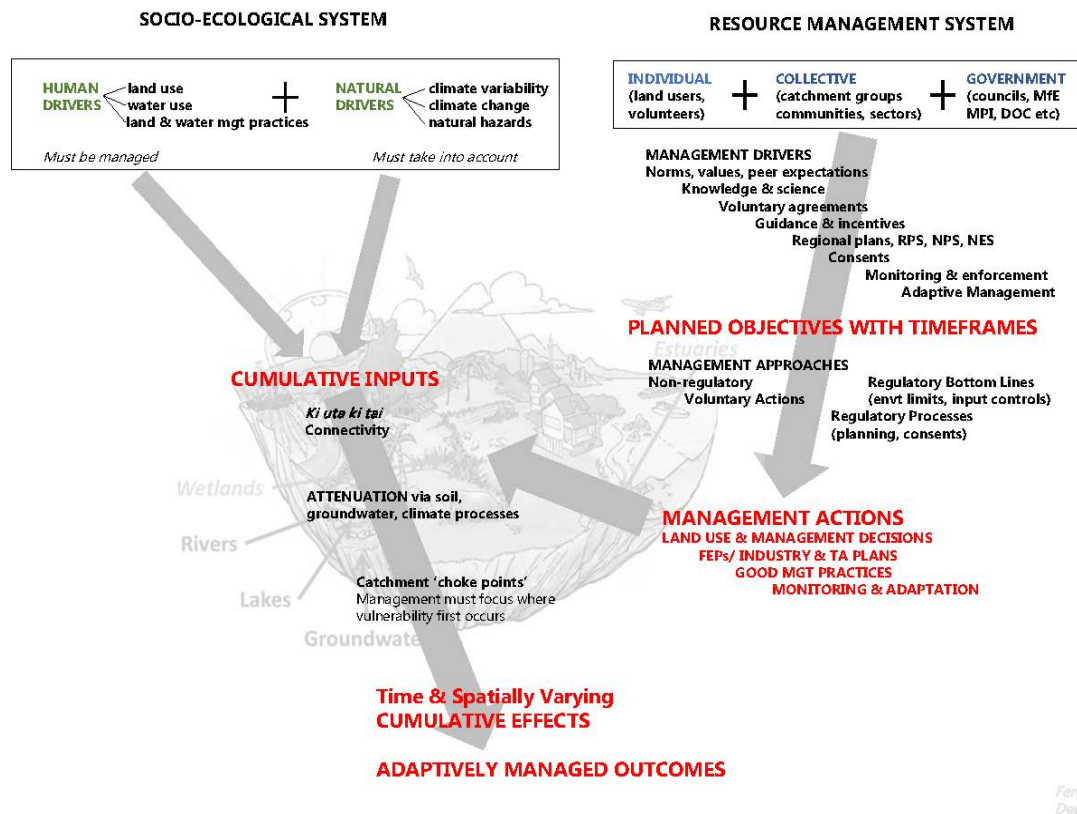 SOCIO-ECOLOGICAL SYSTEM
HUMAN DRIVERS
land use
water use
land & water mgt practices
Must be managed
+
NATURAL DRIVERS
climate variability
climate change
natural hazards
Must take into account
RESOURCE MANAGEMENT SYSTEM
INDIVIDUAL
(land users,
volunteers)
+
COLLECTIVE
(catchment groups
communities, sectors)
+
GOVERNMENT
(councils, MfE
MPI, DOC etc)
MANAGEMENT DRIVERS
Norms, values, peer expectations
Knowledge & science
Voluntary agreements
Guidance & incentives
Regional plans, RPS, NPS, NES
Consents
Monitoring & enforcement
Adaptive Management
PLANNED OBJECTIVES WITH TIMEFRAMES
Estuaries
MANAGEMENT APPROACHES
Non-regulatory
Voluntary Actions
Regulatory Bottom Lines
(envt limits, input controls)
Regulatory Processes
(planning, consents)
CUMULATIVE INPUTS
Ki uta ki tai
Connectivity
Wetlands
ATTENUATION via soil,
groundwater, climate processes
Rivers
MANAGEMENT ACTIONS
LAND USE & MANAGEMENT DECISIONS
FEPs/ INDUSTRY & TA PLANS
GOOD MGT PRACTICES
MONITORING & ADAPTATION
Catchment ‘choke points’
Management must focus where
vulnerability first occurs
Lakes
Groundwate
Time & Spatially Varying
CUMULATIVE EFFECTS
ADAPTIVELY MANAGED OUTCOMES